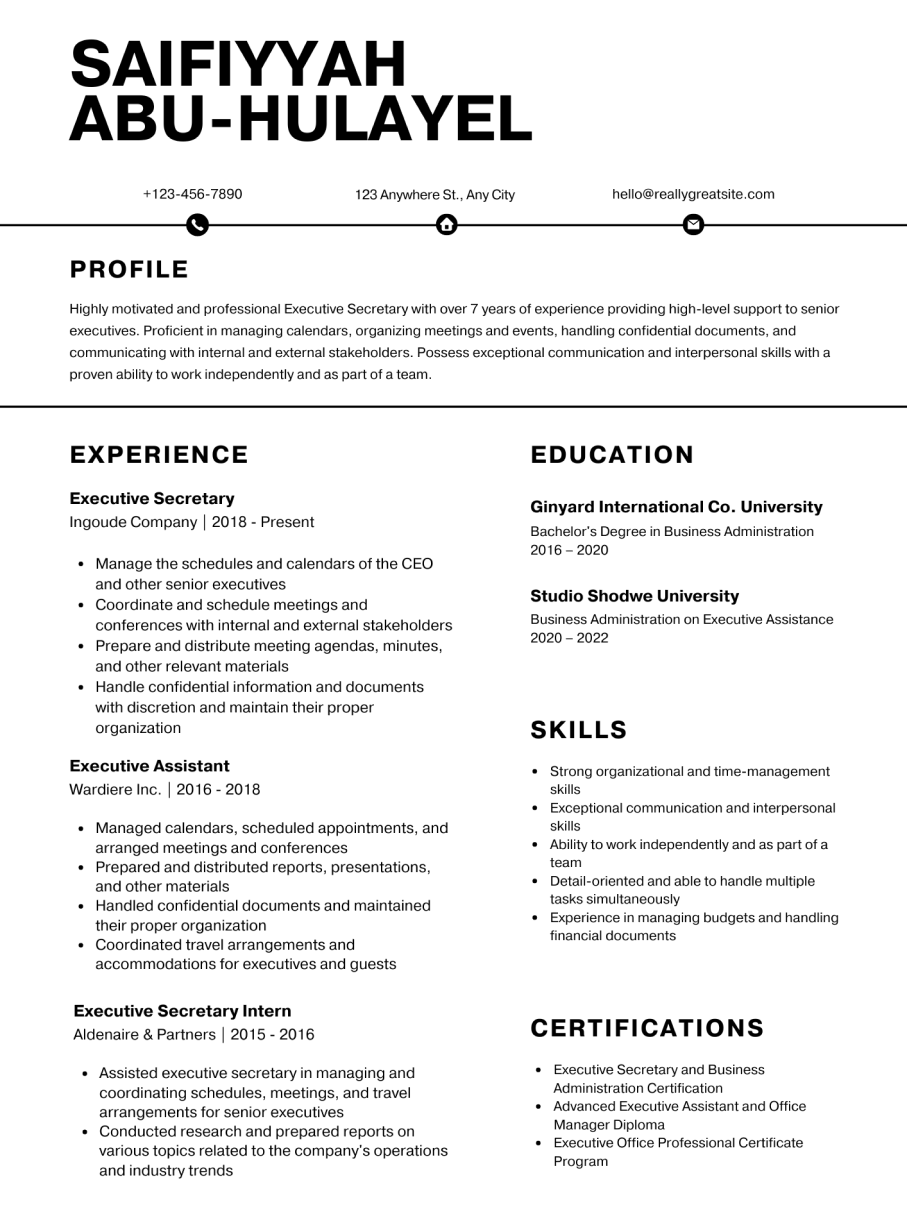 SAIFIYYAH
ABU-HULAYEL
+123-456-7890
123 Anywhere St., Any City
hello@reallygreatsite.com
PROFILE
Highly motivated and professional Executive Secretary with over 7 years of experience providing high-level support to senior
executives. Proficient in managing calendars, organizing meetings and events, handling confidential documents, and
communicating with internal and external stakeholders. Possess exceptional communication and interpersonal skills with a
proven ability to work independently and as part of a team.
EXPERIENCE
Executive Secretary
Ingoude Company | 2018 - Present
• Manage the schedules and calendars of the CEO
and other senior executives
• Coordinate and schedule meetings and
conferences with internal and external stakeholders
• Prepare and distribute meeting agendas, minutes,
and other relevant materials
• Handle confidential information and documents
with discretion and maintain their proper
organization
Executive Assistant
Wardiere Inc. | 2016 - 2018
• Managed calendars, scheduled appointments, and
arranged meetings and conferences
• Prepared and distributed reports, presentations,
and other materials
• Handled confidential documents and maintained
their proper organization
• Coordinated travel arrangements and
accommodations for executives and guests
Executive Secretary Intern
Aldenaire & Partners | 2015 - 2016
• Assisted executive secretary in managing and
coordinating schedules, meetings, and travel
arrangements for senior executives
• Conducted research and prepared reports on
various topics related to the company's operations
and industry trends
EDUCATION
Ginyard International Co. University
Bachelor's Degree in Business Administration
2016 – 2020
Studio Shodwe University
Business Administration on Executive Assistance
2020 – 2022
SKILLS
• Strong organizational and time-management
skills
• Exceptional communication and interpersonal
skills
• Ability to work independently and as part of a
team
• Detail-oriented and able to handle multiple
tasks simultaneously
• Experience in managing budgets and handling
financial documents
CERTIFICATIONS
• Executive Secretary and Business
Administration Certification
• Advanced Executive Assistant and Office
Manager Diploma
• Executive Office Professional Certificate
Program